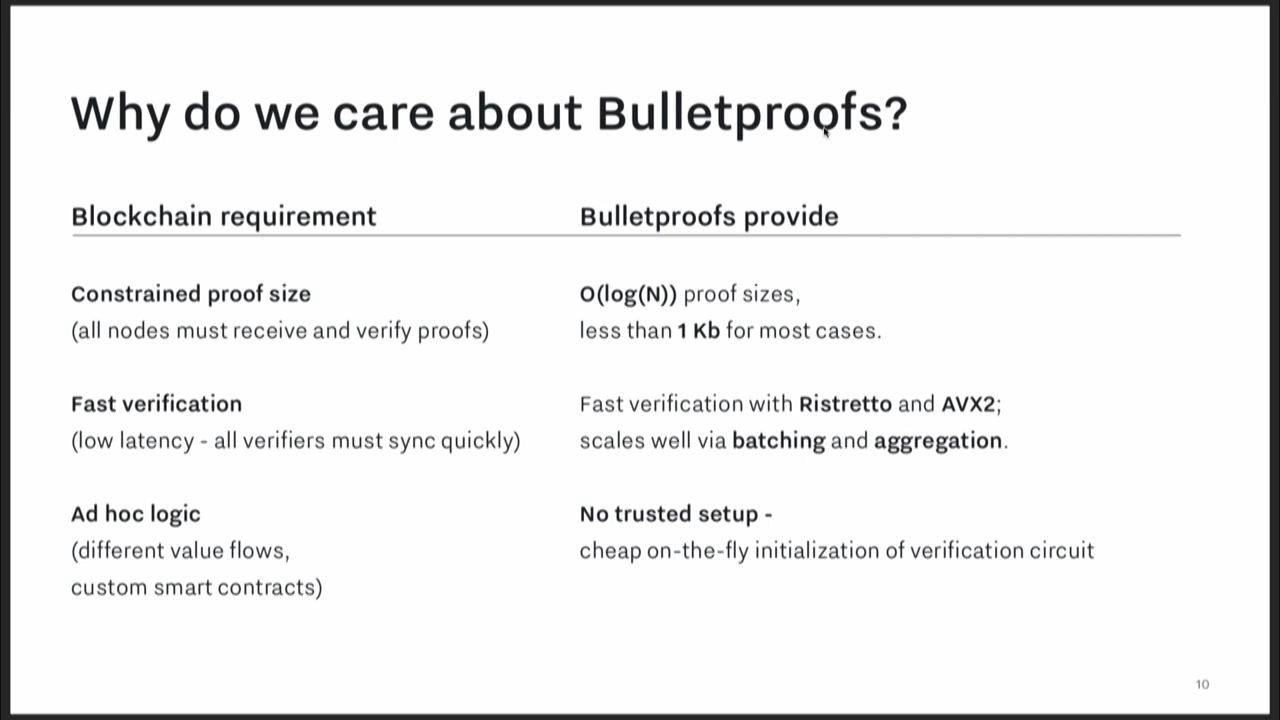 Why do we care about Bulletproofs?
Blockchain requirement
Bulletproofs provide
Constrained proof size
(all nodes must receive and verify proofs)
O(log(N)) proof sizes,
less than 1 Kb for most cases.
Fast verification
(low latency - all verifiers must sync quickly)
Fast verification with Ristretto and AVX2;
scales well via batching and aggregation.
Ad hoc logic
(different value flows,
custom smart contracts)
No trusted setup -
cheap on-the-fly initialization of verification circuit
10